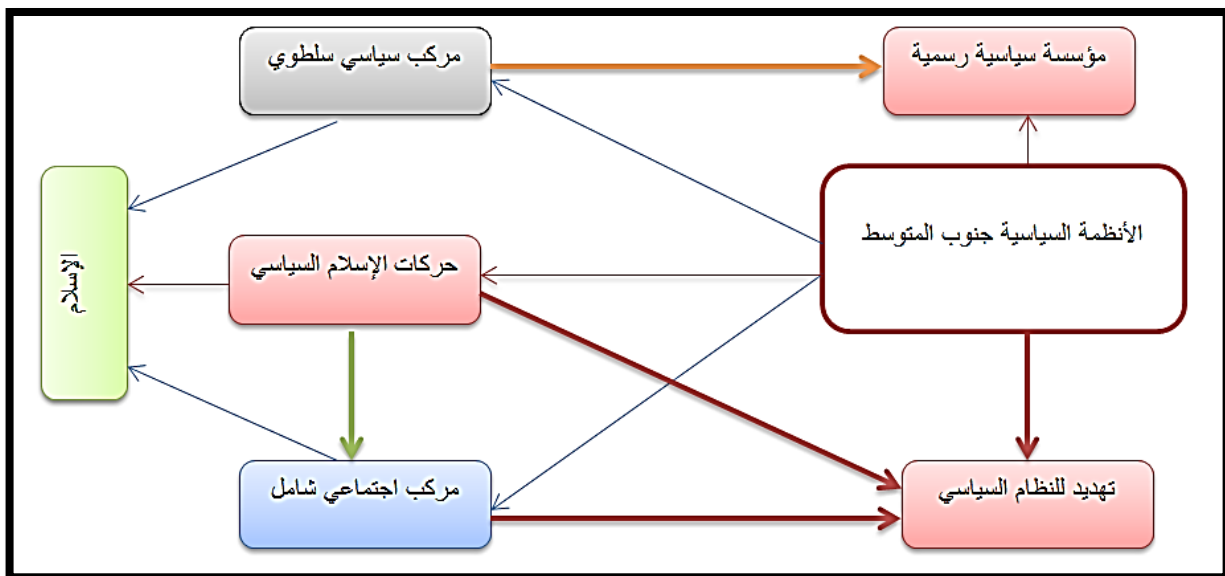 مؤسسة سياسية رسمية
مركب سياسي سلطوي
الأنظمة السياسية جنوب المتوسط
حركات الإسلام السياسي
الإسلام
تهديد للنظام السياسي
مركب اجتماعي شامل